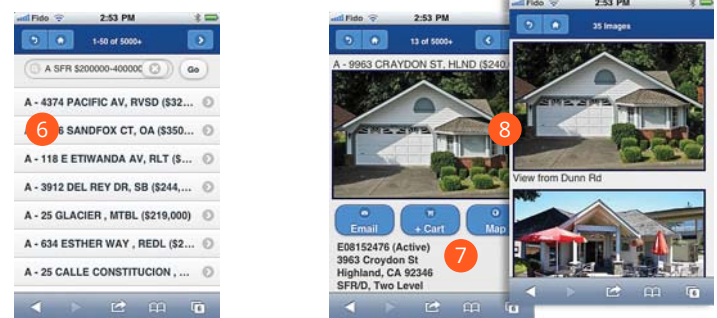 Fido 2:53 PM
1-50 of 5000+
A SFR $200000-40000
Go
A - 4374 PACIFIC AV, RVSD ($32...
6 SANDFOX CT, OA ($350...
6
A - 118 E ETIWANDA AV, RLT ($...
A - 3912 DEL REY DR, SB ($244,...
A - 25 GLACIER , MTBL ($219,000)
A - 634 ESTHER WAY , REDL ($2...
A - 25 CALLE CONSTITUCION , ...
6
Fido 2:53 PM
13 of 5000+
A - 9963 CRAYDON ST, HLND ($240,
Email
+ Cart
Map
E08152476 (Active)
3963 Croydon St
Highland, CA 92346
SFR/D, Two Level
7
8
Fido 2:53 PM
35 Images
View from Dunn Rd
6